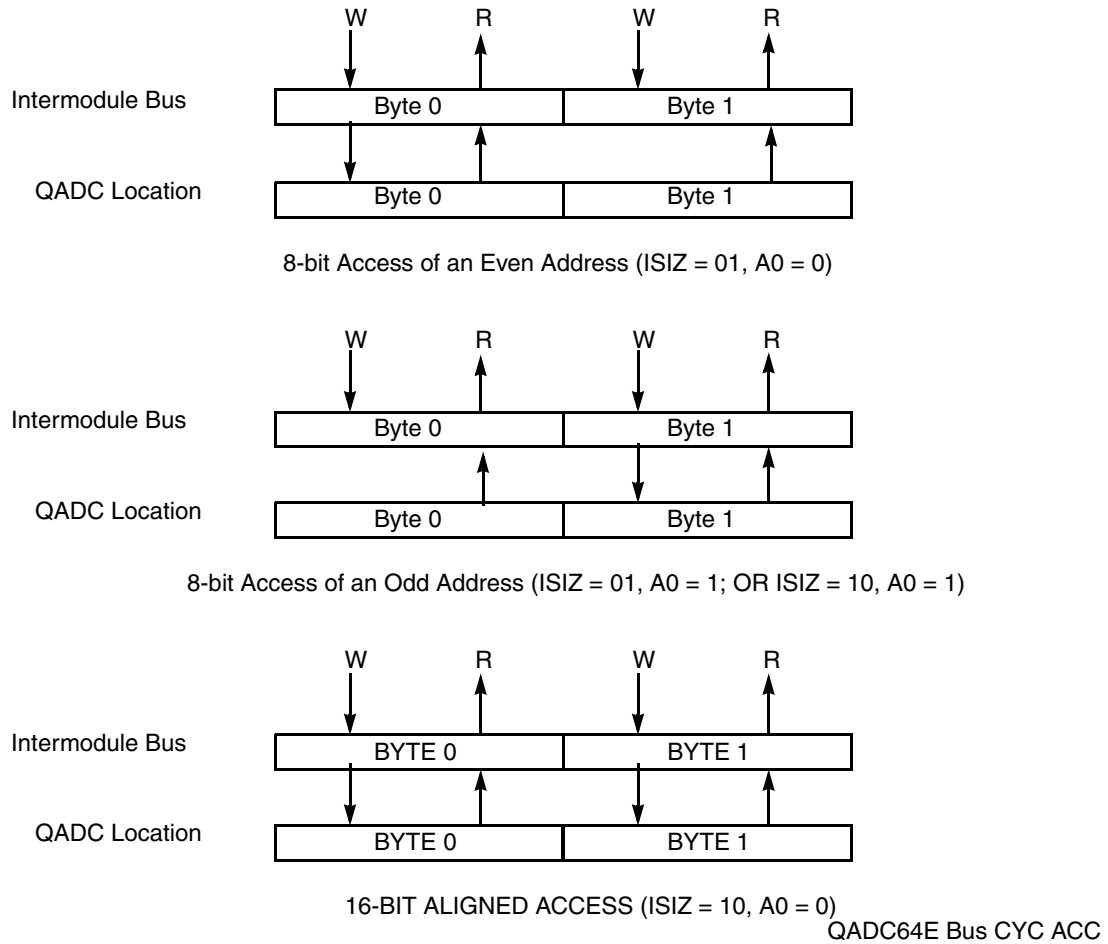 W R W R
Intermodule Bus Byte 0 Byte 1
QADC Location Byte 0 Byte 1
8-bit Access of an Even Address (ISIZ = 01, A0 = 0)
W R W R
Intermodule Bus Byte 0 Byte 1
QADC Location Byte 0 Byte 1
8-bit Access of an Odd Address (ISIZ = 01, A0 = 1; OR ISIZ = 10, A0 = 1)
W R W R
Intermodule Bus BYTE 0 BYTE 1
QADC Location BYTE 0 BYTE 1
16-BIT ALIGNED ACCESS (ISIZ = 10, A0 = 0)
QADC64E Bus CYC ACC